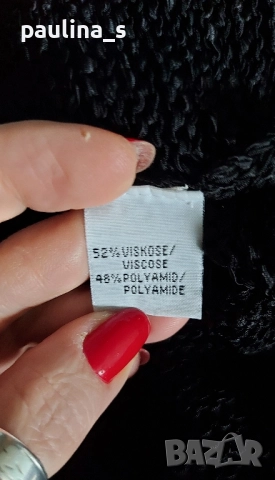 paulina_s
52% VISKOSE/
VISCOSE
48% POLYAMID/
POLYAMIDE
bazar